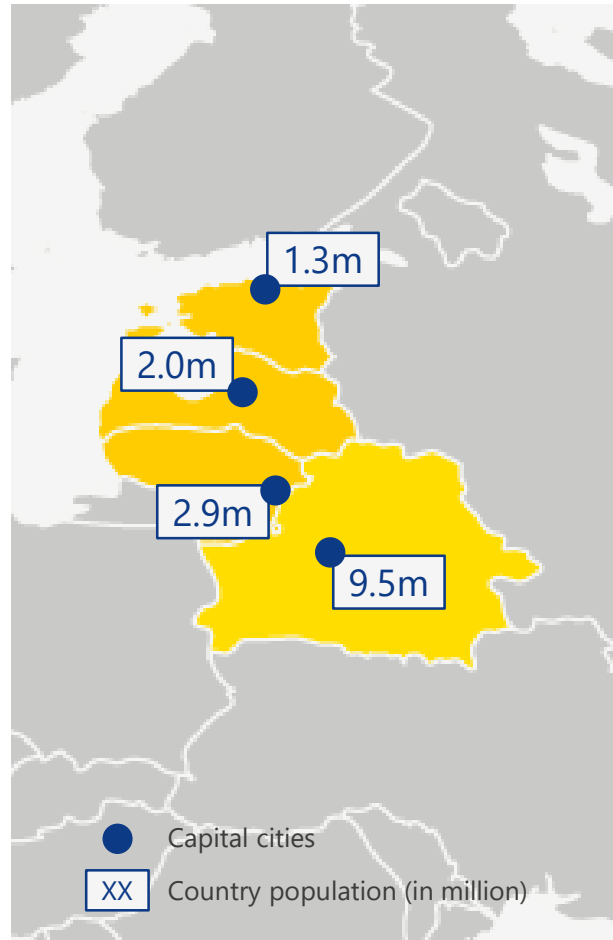 1.3m
2.0m
2.9m
9.5m
Capital cities
XX Country population (in million)